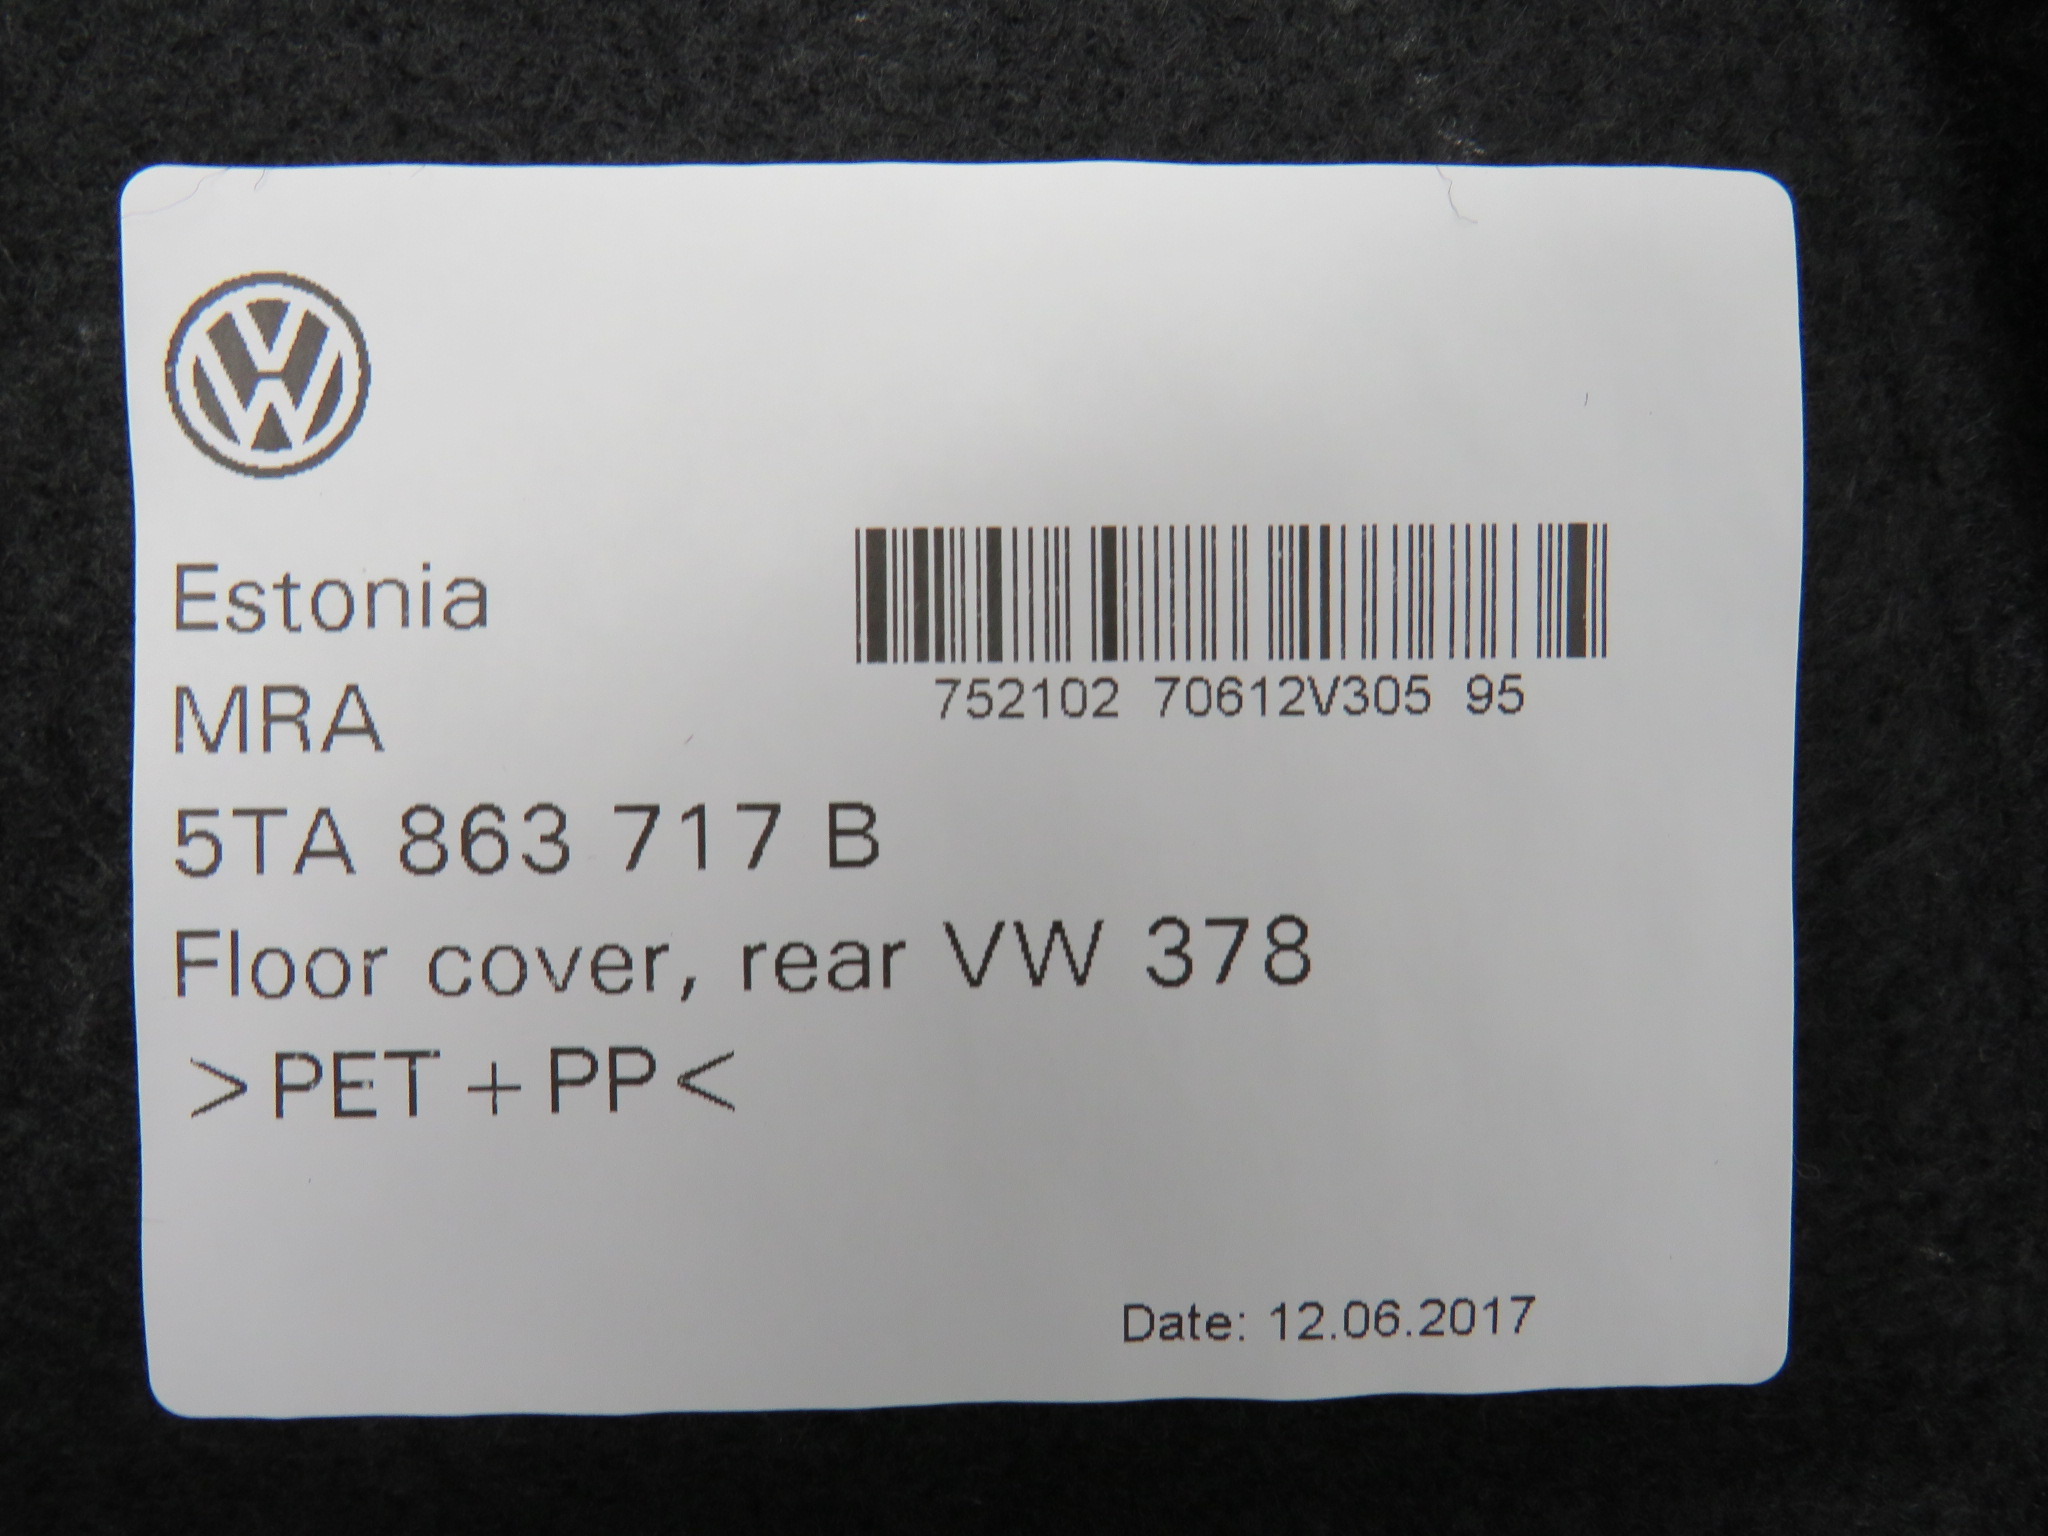 Estonia
752102 70612V305 95
MRA
5TA 863 717 B
Floor cover, rear VW 378
>PET+PP<
Date: 12.06.2017